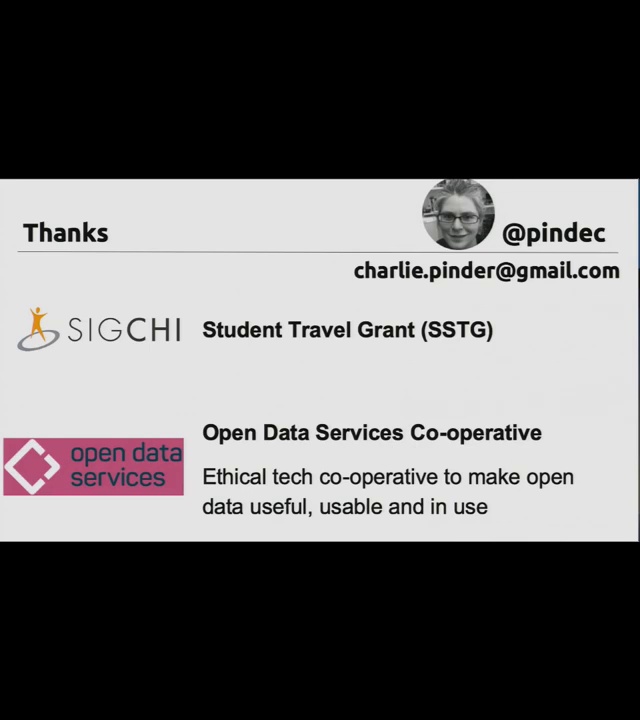 Thanks
@pindec
charlie.pinder@gmail.com
SIGCHI
Student Travel Grant (SSTG)
open data
services
Open Data Services Co-operative
Ethical tech co-operative to make open
data useful, usable and in use